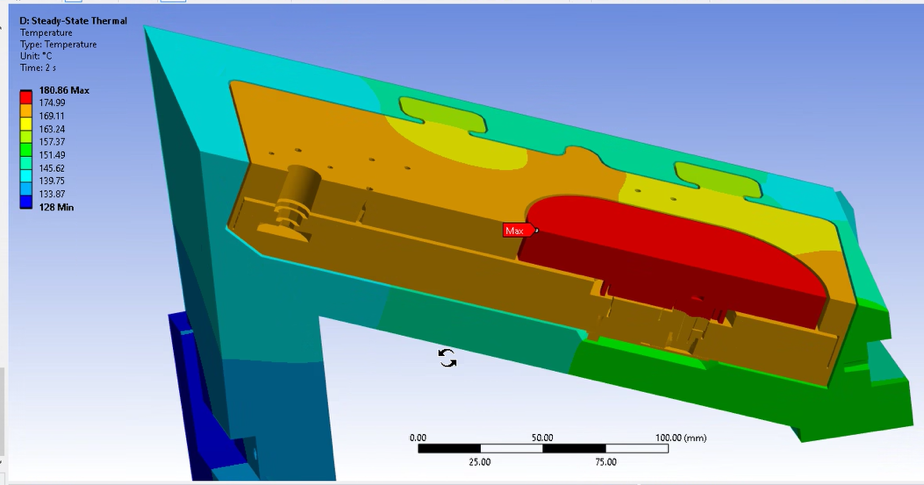 D: Steady-State Thermal
Temperature
Type: Temperature
Unit: °C
Time: 2 s
180.86 Max
174.99
169.11
163.24
157.37
151.49
145.62
139.75
133.87
128 Min
Max
0.00 50.00 100.00 (mm)
25.00 75.00